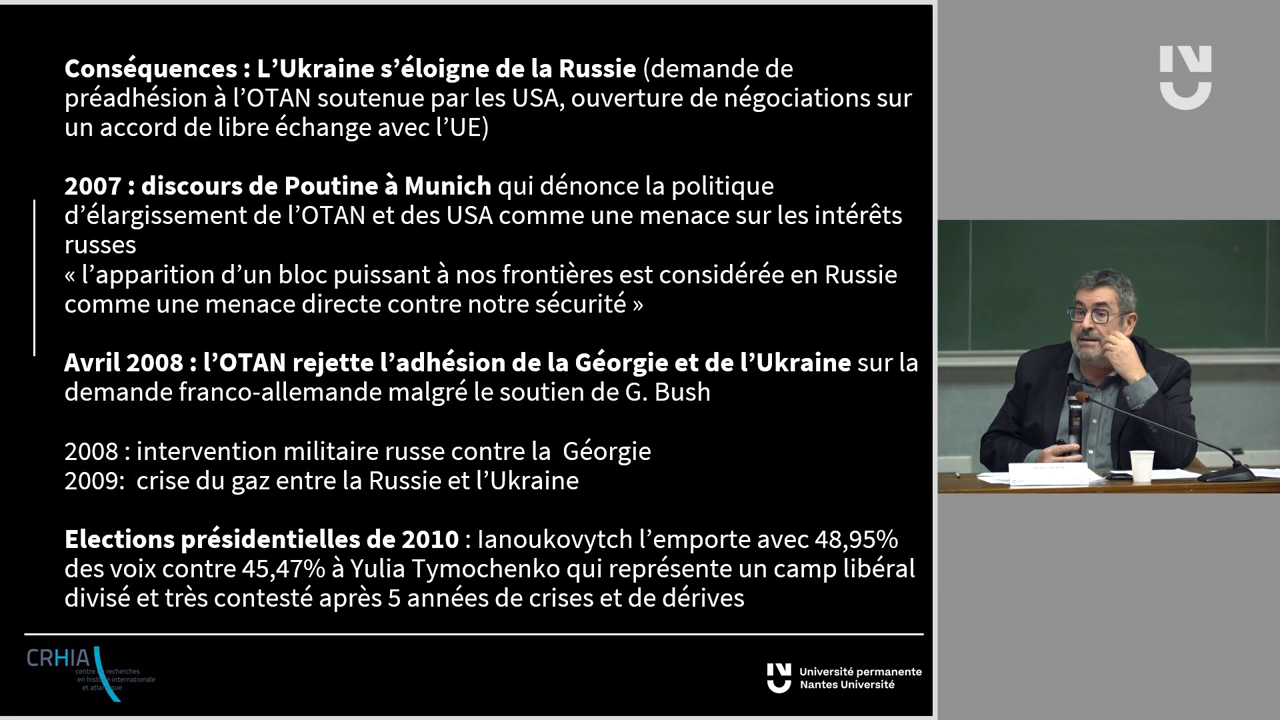 Conséquences : L’Ukraine s’éloigne de la Russie (demande de
préadhésion à l’OTAN soutenue par les USA, ouverture de négociations sur
un accord de libre échange avec l’UE)
2007 : discours de Poutine à Munich qui dénonce la politique
d’élargissement de l’OTAN et des USA comme une menace sur les intérêts
russes
« l’apparition d’un bloc puissant à nos frontières est considérée en Russie
comme une menace directe contre notre sécurité »
Avril 2008 : l’OTAN rejette l’adhésion de la Géorgie et de l’Ukraine sur la
demande franco-allemande malgré le soutien de G. Bush
2008 : intervention militaire russe contre la  Géorgie
2009:  crise du gaz entre la Russie et l’Ukraine
Elections présidentielles de 2010 : Ianoukovytch l’emporte avec 48,95%
des voix contre 45,47% à Yulia Tymochenko qui représente un camp libéral
divisé et très contesté après 5 années de crises et de dérives
CRHIA
centre recherches
en histoire internationale
et atlantique
Université permanente
Nantes Université